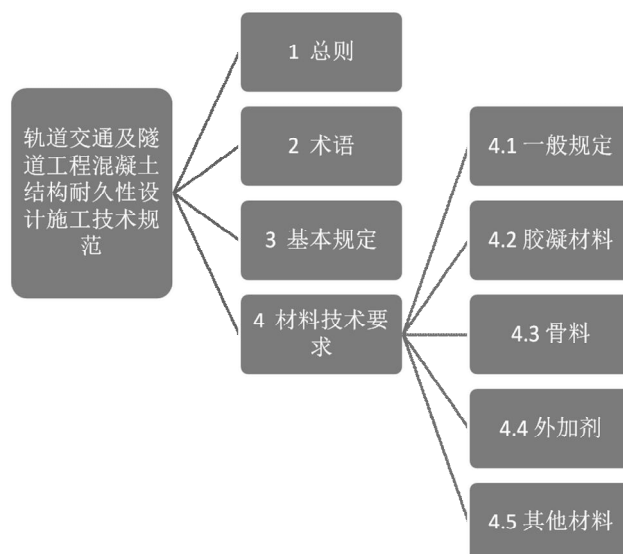 轨道交通及隧
道工程混凝土
结构耐久性设
计施工技术规
范
1 总则
2 术语
3 基本规定
4 材料技术要
求
4.1 一般规定
4.2 胶凝材料
4.3 骨料
4.4 外加剂
4.5 其他材料